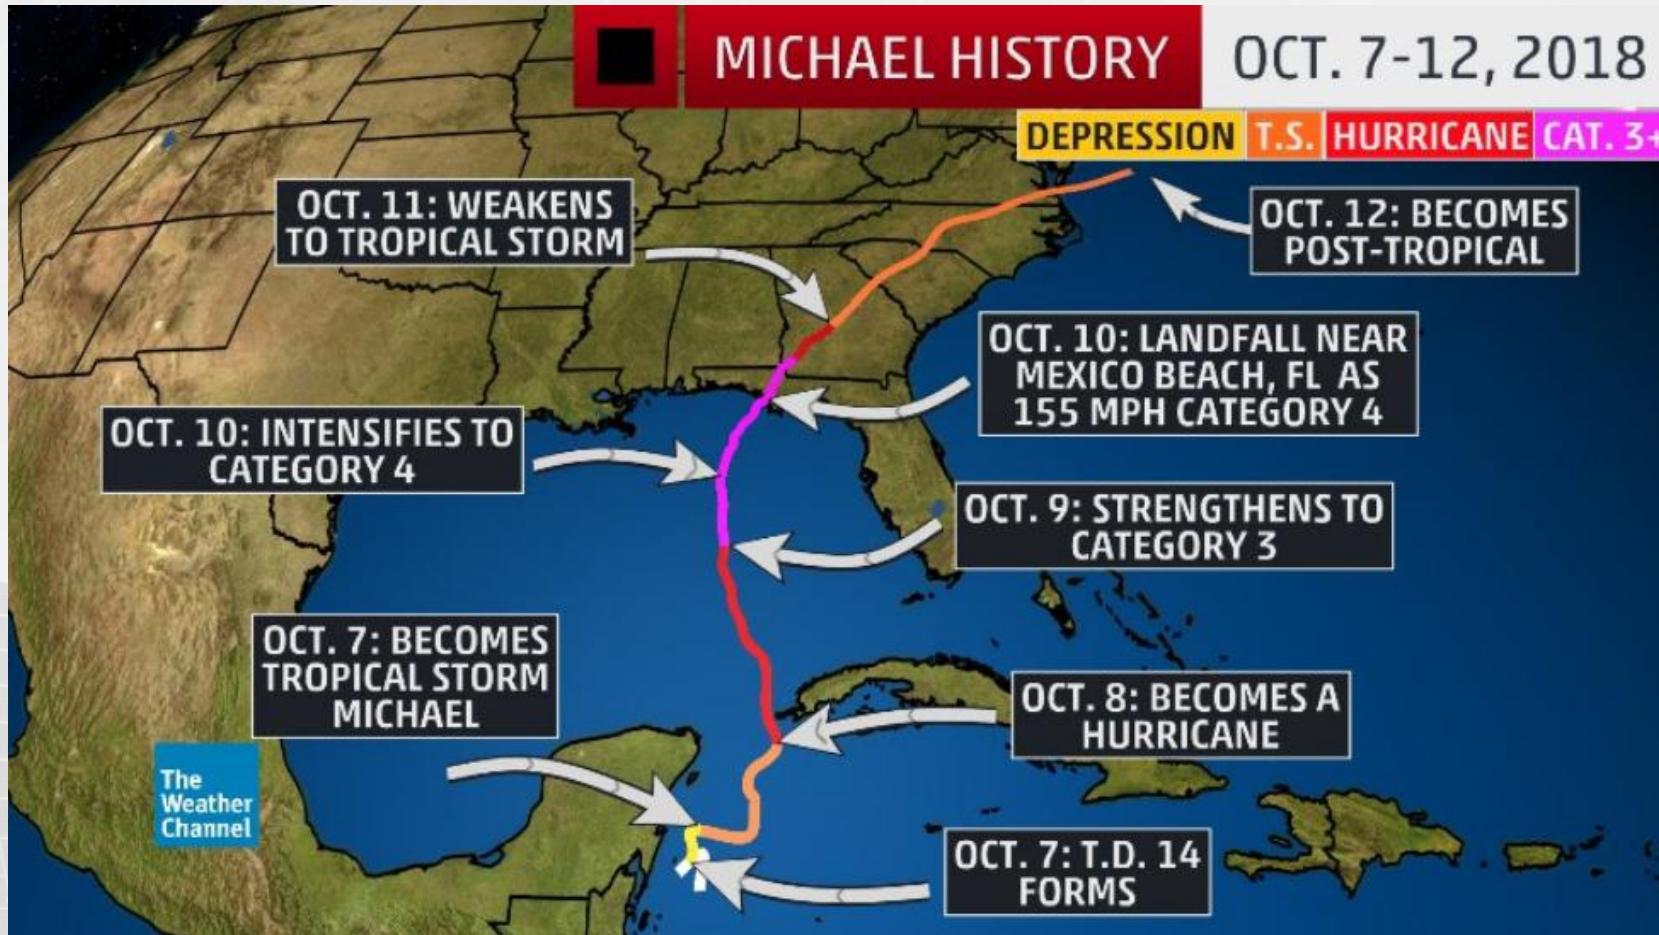 MICHAEL HISTORY
OCT. 7-12, 2018
DEPRESSION
T.S.
HURRICANE
CAT. 3+
OCT. 11: WEAKENS
TO TROPICAL STORM
OCT. 12: BECOMES
POST-TROPICAL
OCT. 10: LANDFALL NEAR
MEXICO BEACH, FL AS
155 MPH CATEGORY 4
OCT. 10: INTENSIFIES TO
CATEGORY 4
OCT. 9: STRENGTHENS TO
CATEGORY 3
OCT. 7: BECOMES
TROPICAL STORM
MICHAEL
OCT. 8: BECOMES A
HURRICANE
The
Weather
Channel
OCT. 7: T.D. 14
FORMS